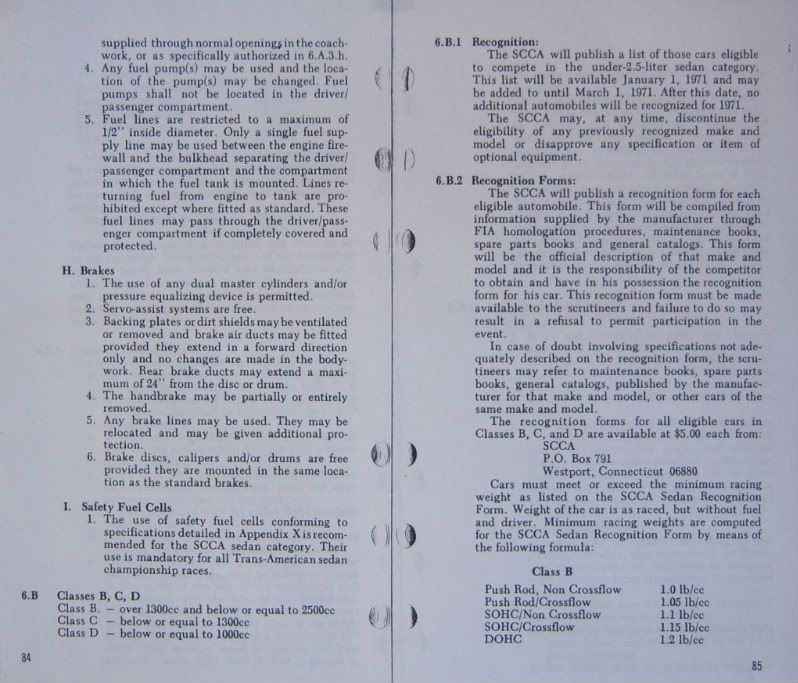 supplied through normal openings in the coach-
work, or as specifically authorized in 6.A.3.h.
4. Any fuel pump(s) may be used and the loca-
tion of the pump(s) may be changed. Fuel
pumps shall not be located in the driver/
passenger compartment.
5. Fuel lines are restricted to a maximum of
1/2" inside diameter. Only a single fuel sup-
ply line may be used between the engine fire-
wall and the bulkhead separating the driver/
passenger compartment and the compartment
in which the fuel tank is mounted. Lines re-
turning fuel from engine to tank are pro-
hibited except where fitted as standard. These
fuel lines may pass through the driver/pass-
enger compartment if completely covered and
protected.
H. Brakes
1. The use of any dual master cylinders and/or
pressure equalizing device is permitted.
2. Servo-assist systems are free.
3. Backing plates or dirt shields may be ventilated
or removed and brake air ducts may be fitted
provided they extend in a forward direction
only and no changes are made in the body-
work. Rear brake ducts may extend a maxi-
mum of 24" from the disc or drum.
4. The handbrake may be partially or entirely
removed.
5. Any brake lines may be used. They may be
relocated and may be given additional pro-
tection.
6. Brake discs, calipers and/or drums are free
provided they are mounted in the same loca-
tion as the standard brakes.
I. Safety Fuel Cells
1. The use of safety fuel cells conforming to
specifications detailed in Appendix X is recom-
mended for the SCCA sedan category. Their
use is mandatory for all Trans-American sedan
championship races.
6.B Classes B, C, D
Class B. — over 1300cc and below or equal to 2500cc
Class C — below or equal to 1300cc
Class D — below or equal to 1000cc
84
6.B.1 Recognition:
The SCCA will publish a list of those cars eligible
to compete in the under-2.5-liter sedan category.
This list will be available January 1, 1971 and may
be added to until March 1, 1971. After this date, no
additional automobiles will be recognized for 1971.
The SCCA may, at any time, discontinue the
eligibility of any previously recognized make and
model or disapprove any specification or item of
optional equipment.
6.B.2 Recognition Forms:
The SCCA will publish a recognition form for each
eligible automobile. This form will be compiled from
information supplied by the manufacturer through
FIA homologation procedures, maintenance books,
spare parts books and general catalogs. This form
will be the official description of that make and
model and it is the responsibility of the competitor
to obtain and have in his possession the recognition
form for his car. This recognition form must be made
available to the scrutineers and failure to do so may
result in a refusal to permit participation in the
event.
In case of doubt involving specifications not ade-
quately described on the recognition form, the scru-
tineers may refer to maintenance books, spare parts
books, general catalogs, published by the manufac-
turer for that make and model, or other cars of the
same make and model.
The recognition forms for all eligible cars in
Classes B, C, and D are available at $5.00 each from:
SCCA
P.O. Box 791
Westport, Connecticut 06880
Cars must meet or exceed the minimum racing
weight as listed on the SCCA Sedan Recognition
Form. Weight of the car is as raced, but without fuel
and driver. Minimum racing weights are computed
for the SCCA Sedan Recognition Form by means of
the following formula:
Class B
Push Rod, Non Crossflow 1.0 lb/cc
Push Rod/Crossflow 1.05 lb/cc
SOHC/Non Crossflow 1.1 lb/cc
SOHC/Crossflow 1.15 lb/cc
DOHC 1.2 lb/cc
85